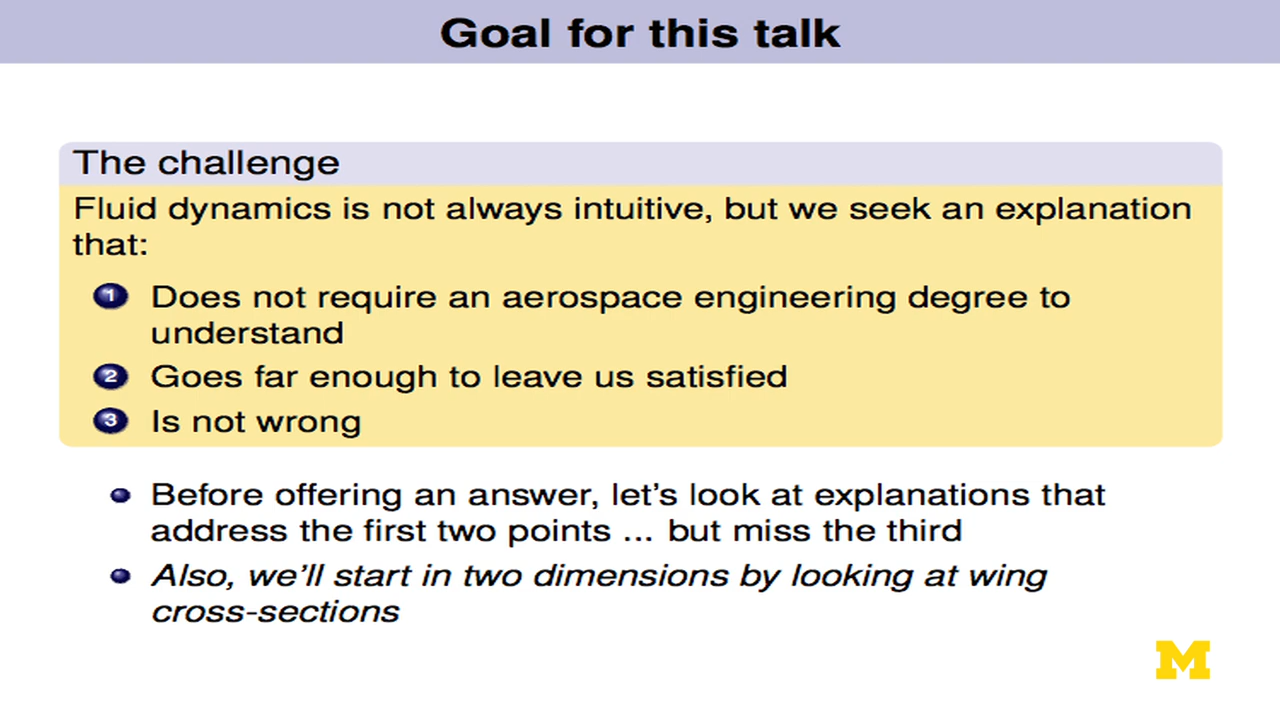 Goal for this talk
The challenge
Fluid dynamics is not always intuitive, but we seek an explanation
that:
1 Does not require an aerospace engineering degree to
understand
2 Goes far enough to leave us satisfied
3 Is not wrong
Before offering an answer, let's look at explanations that
address the first two points ... but miss the third
Also, we'll start in two dimensions by looking at wing
cross-sections
M